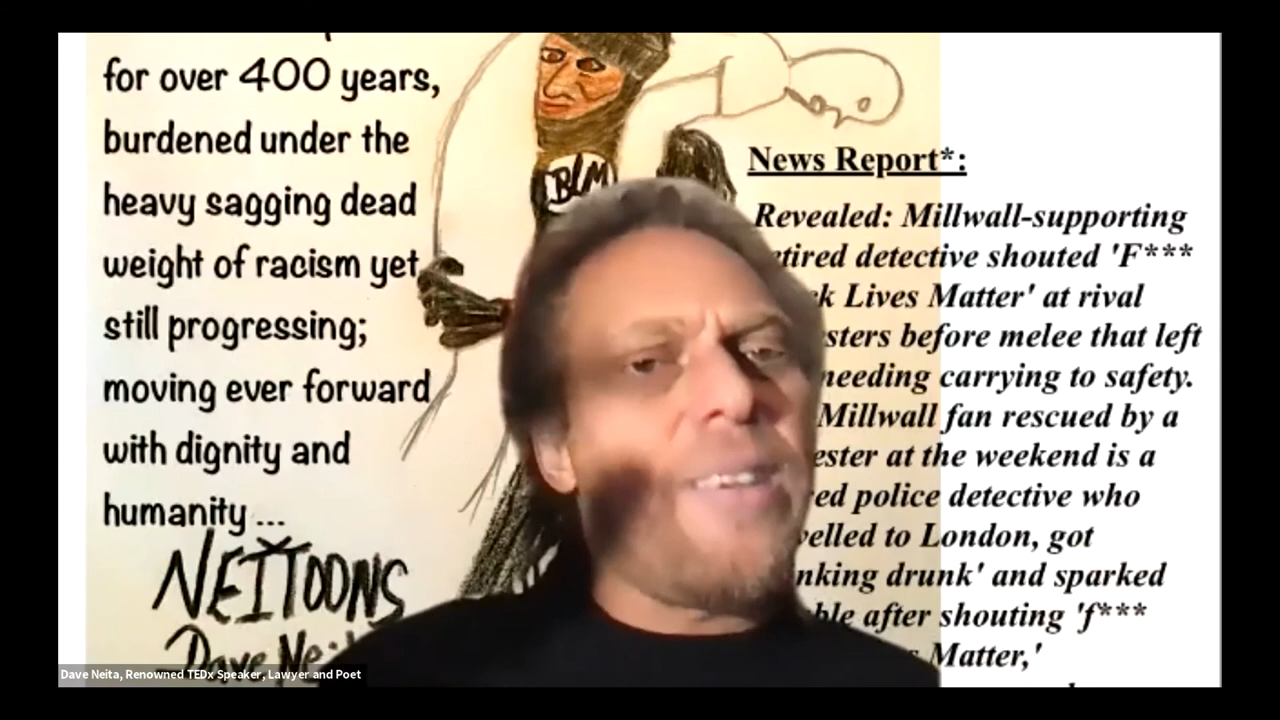 for over 400 years,
burdened under the
heavy sagging dead
weight of racism yet
still progressing;
moving ever forward
with dignity and
humanity ...
NEITOONS
Dave
BLM
News Report*:
Revealed: Millwall-supporting
detective shouted 'F***
Lives Matter' at rival
before melee that left
needing carrying to safety.
Millwall fan rescued by a
at the weekend is a
police detective who
to London, got
drunk' and sparked
after shouting 'f***
Matter,'
Dave Neita, Renowned TEDx Speaker, Lawyer and Poet